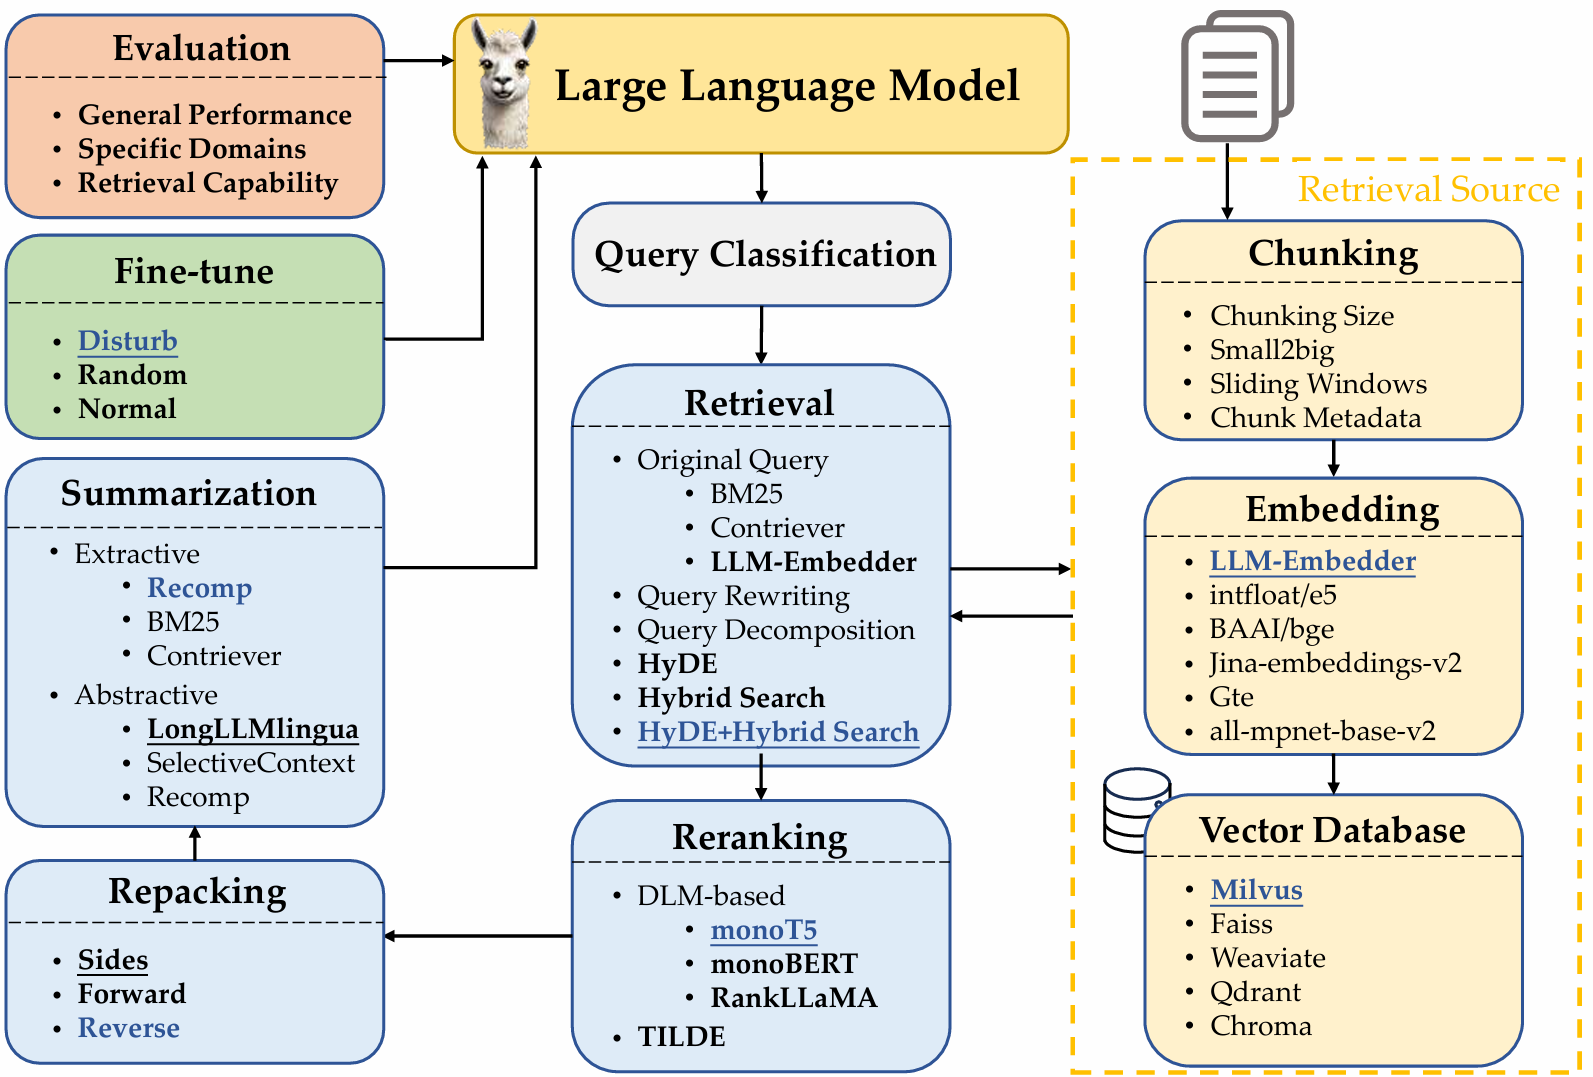 Evaluation
General Performance
Specific Domains
Retrieval Capability
Fine-tune
Disturb
Random
Normal
Summarization
Extractive
Recomp
BM25
Contriever
Abstractive
LongLLMlingua
SelectiveContext
Recomp
Repacking
Sides
Forward
Reverse
Large Language Model
Query Classification
Retrieval
Original Query
BM25
Contriever
LLM-Embedder
Query Rewriting
Query Decomposition
HyDE
Hybrid Search
HyDE+Hybrid Search
Reranking
DLM-based
monoT5
monoBERT
RankLLaMA
TILDE
Retrieval Source
Chunking
Chunking Size
Small2big
Sliding Windows
Chunk Metadata
Embedding
LLM-Embedder
intfloat/e5
BAAI/bge
Jina-embeddings-v2
Gte
all-mpnet-base-v2
Vector Database
Milvus
Faiss
Weaviate
Qdrant
Chroma